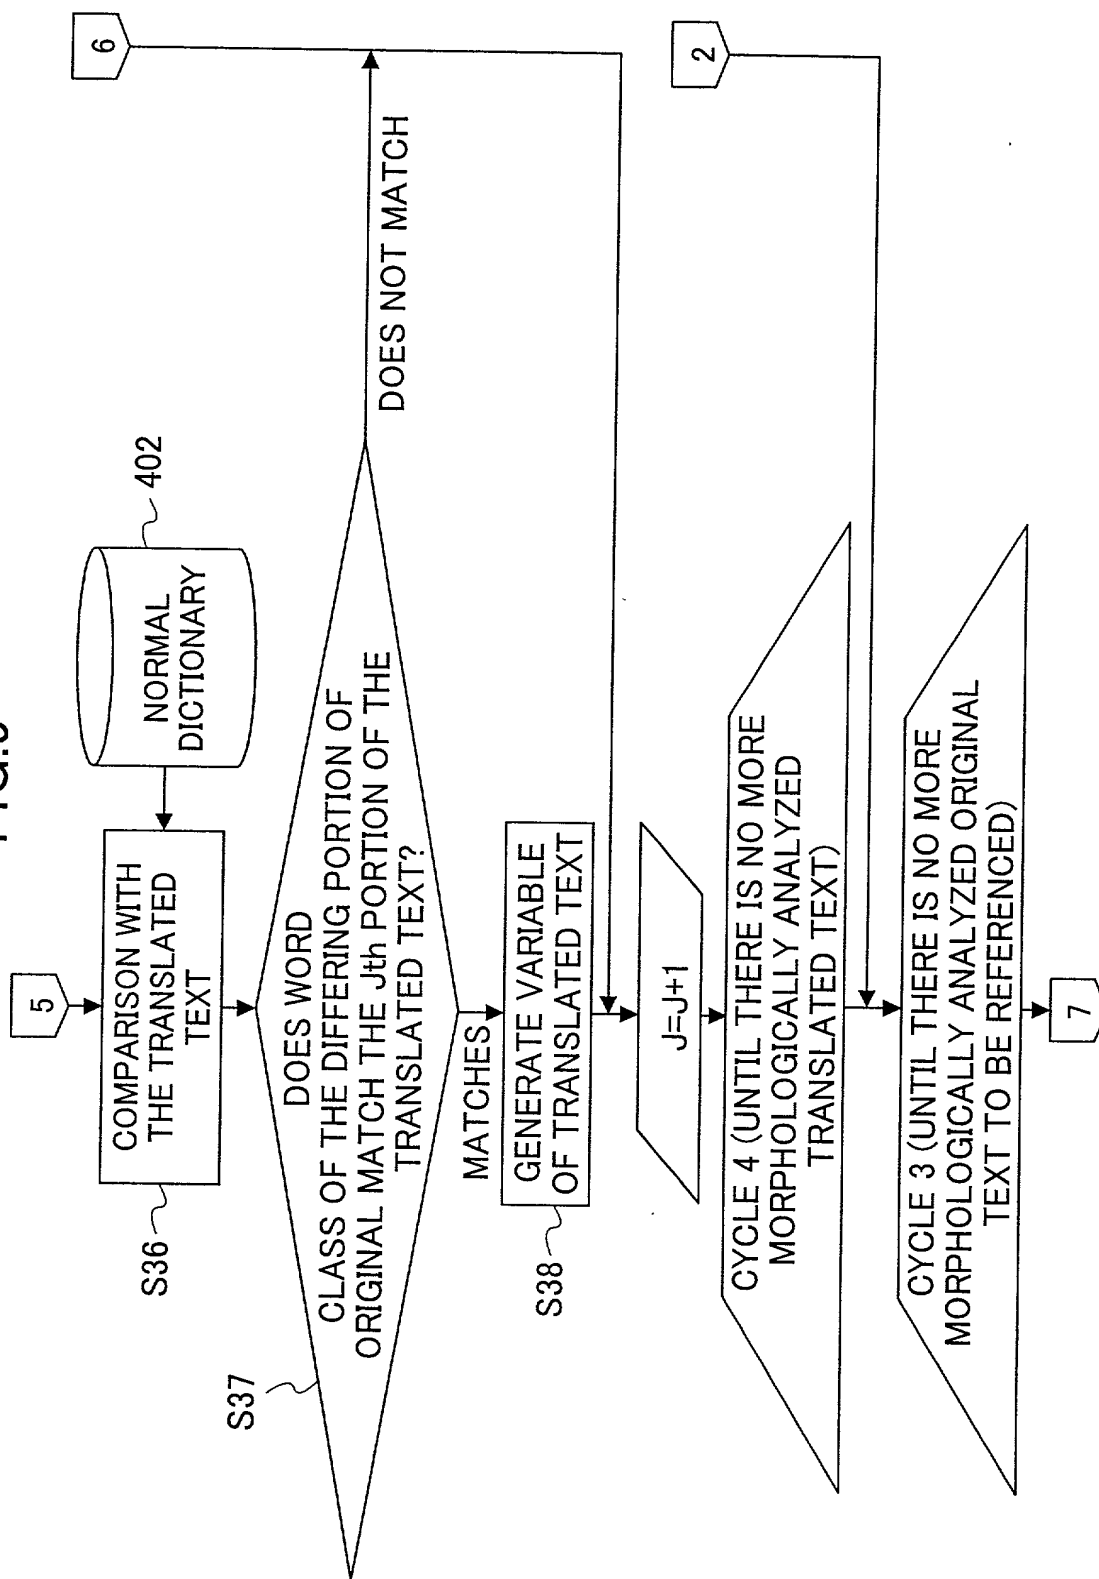 5
6
COMPARISON WITH
THE TRANSLATED
TEXT
S36
NORMAL
DICTIONARY
402
S37
DOES WORD
CLASS OF THE DIFFERING PORTION OF
ORIGINAL MATCH THE Jth PORTION OF THE
TRANSLATED TEXT?
DOES NOT MATCH
MATCHES
GENERATE VARIABLE
OF TRANSLATED TEXT
S38
J=J+1
2
CYCLE 4 (UNTIL THERE IS NO MORE
MORPHOLOGICALLY ANALYZED
TRANSLATED TEXT)
CYCLE 3 (UNTIL THERE IS NO MORE
MORPHOLOGICALLY ANALYZED ORIGINAL
TEXT TO BE REFERENCED)
7